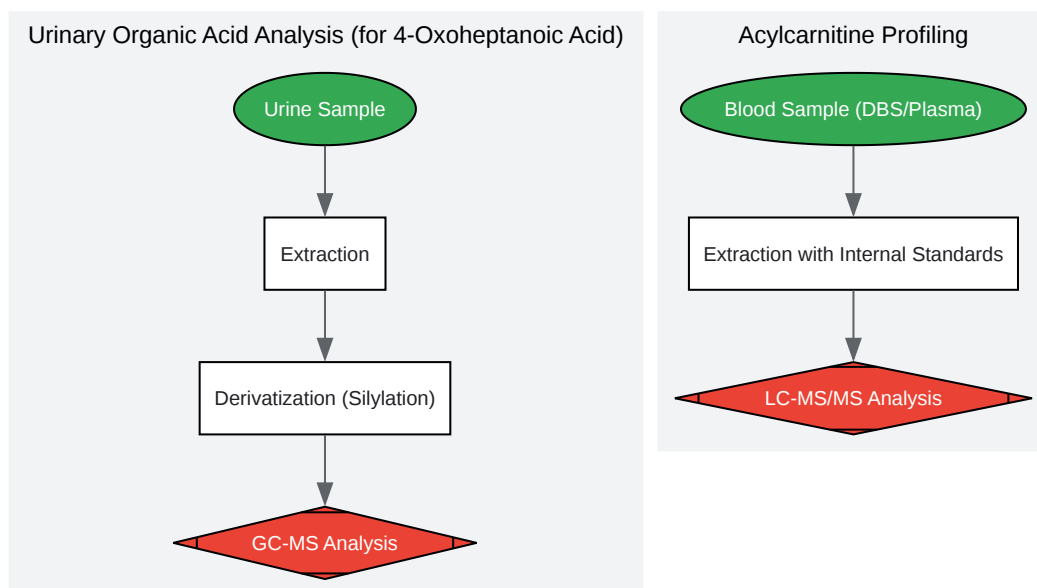 Urinary Organic Acid Analysis (for 4-Oxoheptanoic Acid)
Urine Sample
Extraction
Derivatization (Silylation)
GC-MS Analysis
Acylcarnitine Profiling
Blood Sample (DBS/Plasma)
Extraction with Internal Standards
LC-MS/MS Analysis